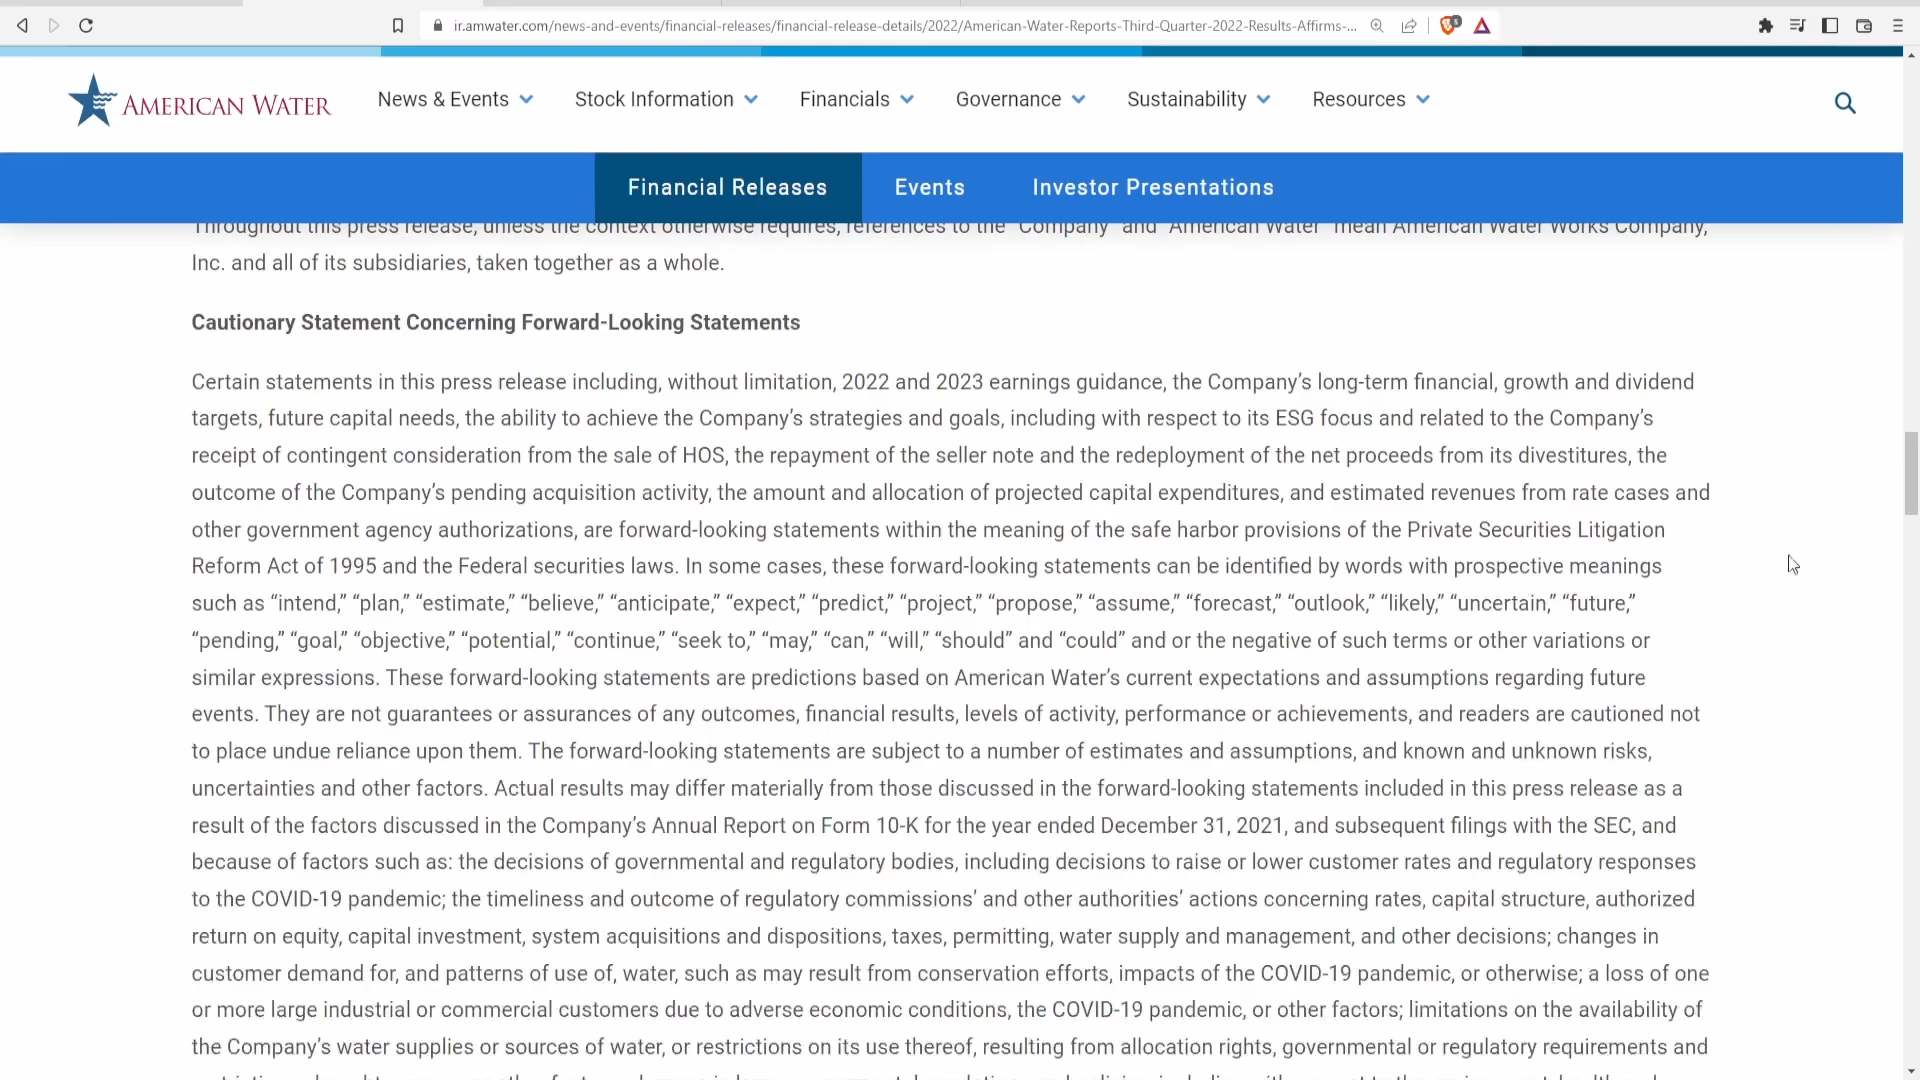 ir.amwater.com/news-and-events/financial-releases/financial-release-details/2022/American-Water-Reports-Third-Quarter-2022-Results-Affirms-...
AMERICAN WATER
News & Events
Stock Information
Financials
Governance
Sustainability
Resources
Financial Releases
Events
Investor Presentations
Throughout this press release, unless the context otherwise requires, references to the "Company" and "American Water" mean American Water Works Company,
Inc. and all of its subsidiaries, taken together as a whole.
Cautionary Statement Concerning Forward-Looking Statements
Certain statements in this press release including, without limitation, 2022 and 2023 earnings guidance, the Company’s long-term financial, growth and dividend
targets, future capital needs, the ability to achieve the Company’s strategies and goals, including with respect to its ESG focus and related to the Company’s
receipt of contingent consideration from the sale of HOS, the repayment of the seller note and the redeployment of the net proceeds from its divestitures, the
outcome of the Company’s pending acquisition activity, the amount and allocation of projected capital expenditures, and estimated revenues from rate cases and
other government agency authorizations, are forward-looking statements within the meaning of the safe harbor provisions of the Private Securities Litigation
Reform Act of 1995 and the Federal securities laws. In some cases, these forward-looking statements can be identified by words with prospective meanings
such as “intend,” “plan,” “estimate,” “believe,” “anticipate,” “expect,” “predict,” “project,” “propose,” “assume,” “forecast,” “outlook,” “likely,” “uncertain,” “future,”
“pending,” “goal,” “objective,” “potential,” “continue,” “seek to,” “may,” “can,” “will,” “should” and “could” and or the negative of such terms or other variations or
similar expressions. These forward-looking statements are predictions based on American Water’s current expectations and assumptions regarding future
events. They are not guarantees or assurances of any outcomes, financial results, levels of activity, performance or achievements, and readers are cautioned not
to place undue reliance upon them. The forward-looking statements are subject to a number of estimates and assumptions, and known and unknown risks,
uncertainties and other factors. Actual results may differ materially from those discussed in the forward-looking statements included in this press release as a
result of the factors discussed in the Company’s Annual Report on Form 10-K for the year ended December 31, 2021, and subsequent filings with the SEC, and
because of factors such as: the decisions of governmental and regulatory bodies, including decisions to raise or lower customer rates and regulatory responses
to the COVID-19 pandemic; the timeliness and outcome of regulatory commissions’ and other authorities’ actions concerning rates, capital structure, authorized
return on equity, capital investment, system acquisitions and dispositions, taxes, permitting, water supply and management, and other decisions; changes in
customer demand for, and patterns of use of, water, such as may result from conservation efforts, impacts of the COVID-19 pandemic, or otherwise; a loss of one
or more large industrial or commercial customers due to adverse economic conditions, the COVID-19 pandemic, or other factors; limitations on the availability of
the Company’s water supplies or sources of water, or restrictions on its use thereof, resulting from allocation rights, governmental or regulatory requirements and